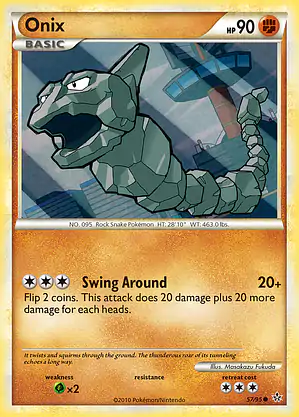 Onix
HP 90
BASIC
NO. 095 Rock Snake Pokémon HT: 28'10" WT: 463.0 lbs.
Swing Around 20+
Flip 2 coins. This attack does 20 damage plus 20 more
damage for each heads.
It twists and squirms through the ground. The thunderous roar of its tunneling
echoes a long way.
Illus. Masakazu Fukuda
weakness resistance retreat cost
×2
©2010 Pokémon/Nintendo 57/95